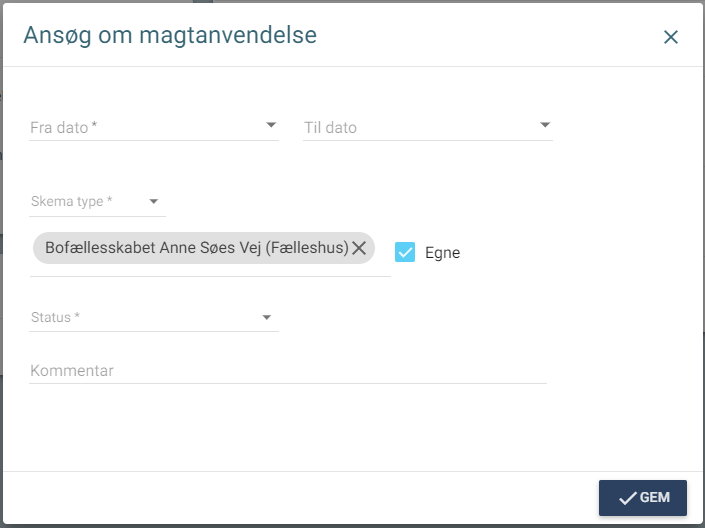 Ansøg om magtanvendelse
Fra dato *
Til dato
Skema type *
Bofællesskabet Anne Søes Vej (Fælleshus)
Egne
Status *
Kommentar
GEM